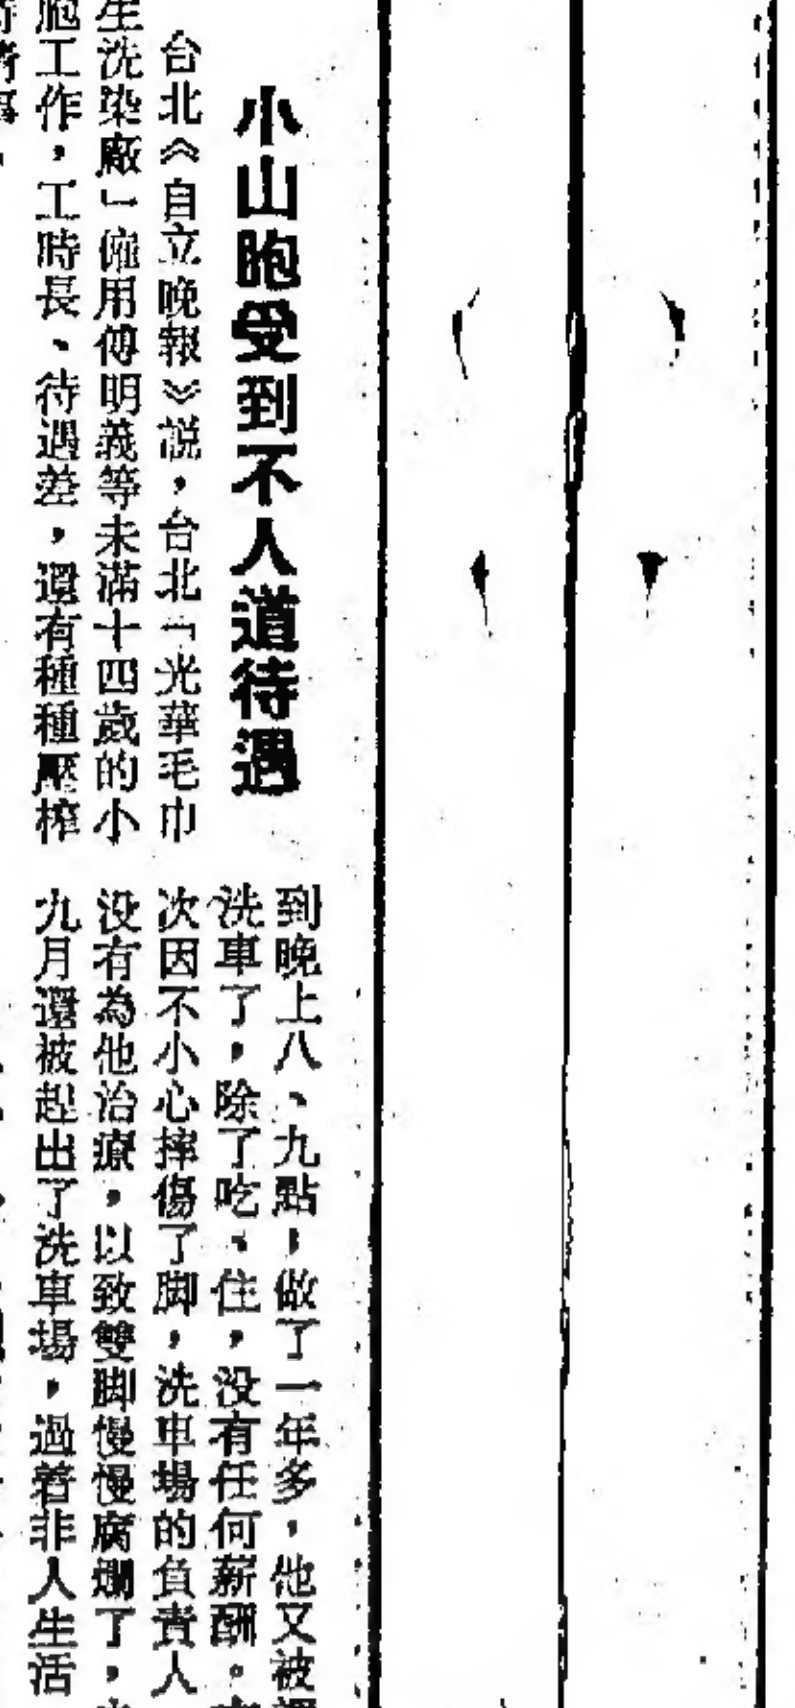 小山胞受到不人道待遇
台北《自立晚報》說，台北「光華毛巾
生洗染廠」僱用傅明義等未滿十四歲的小
胞工作，工時長、待遇差，還有種種壓榨
到晚上八、九點，做了一年多，他又被
洗車了，除了吃、住，没有任何薪酬。
次因不小心摔傷了脚，洗車場的負責人
没有為他治療，以致雙脚慢慢腐爛了，
九月還被趕出了洗車場，過着非人生活